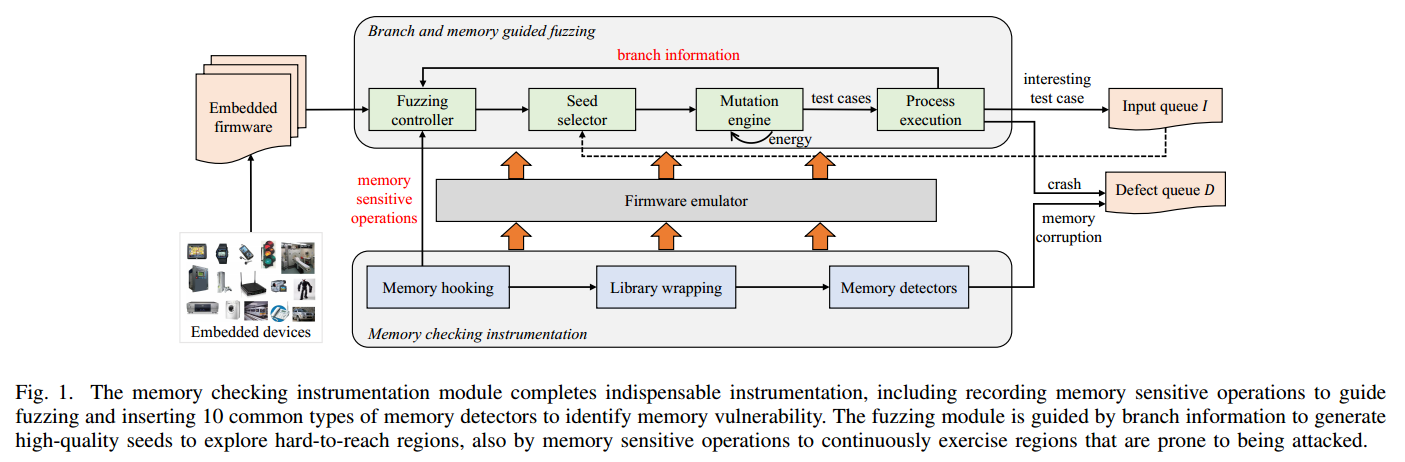 Branch and memory guided fuzzing
branch information
Embedded
firmware
Fuzzing
controller
Seed
selector
Mutation
engine
energy
test cases
Process
execution
interesting
test case
Input queue I
memory
sensitive
operations
Firmware emulator
crash
Defect queue D
memory
corruption
Memory hooking
Library wrapping
Memory detectors
Embedded devices
Memory checking instrumentation
Fig. 1. The memory checking instrumentation module completes indispensable instrumentation, including recording memory sensitive operations to guide
fuzzing and inserting 10 common types of memory detectors to identify memory vulnerability. The fuzzing module is guided by branch information to generate
high-quality seeds to explore hard-to-reach regions, also by memory sensitive operations to continuously exercise regions that are prone to being attacked.